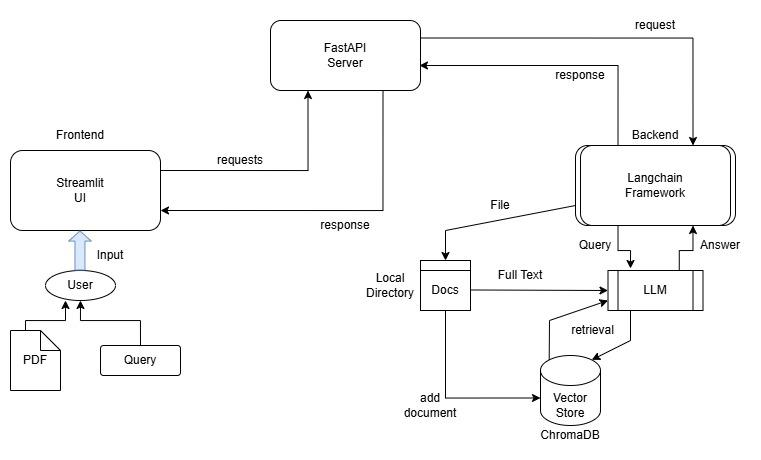 request
FastAPI
Server
response
Frontend
Backend
requests
Streamlit
UI
Langchain
Framework
response
File
Input
Query
Answer
User
Local
Directory
Docs
Full Text
LLM
retrieval
PDF
Query
add
document
Vector
Store
ChromaDB